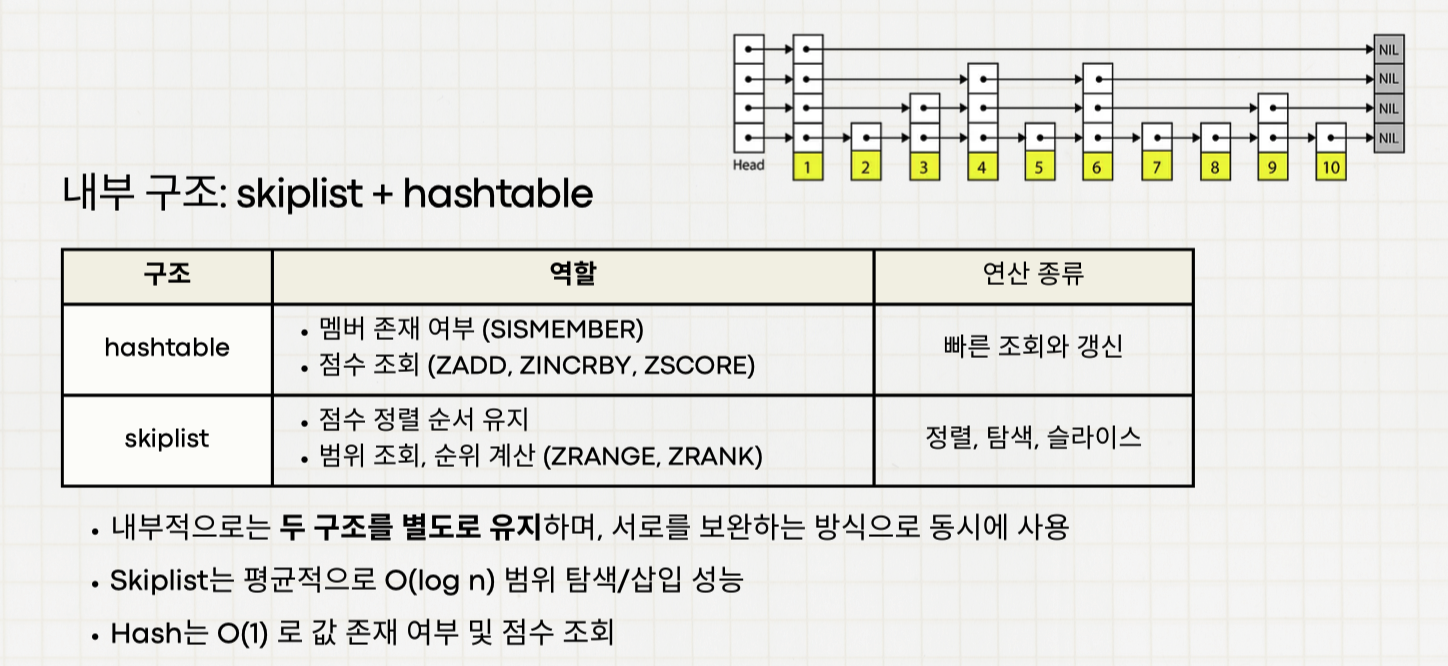 NIL
NIL
NIL
NIL
Head 1 2 3 4 5 6 7 8 9 10
내부 구조: skiplist + hashtable
구조 역할 연산 종류
hashtable
• 멤버 존재 여부 (SISMEMBER)
• 점수 조회 (ZADD, ZINCRBY, ZSCORE)
빠른 조회와 갱신
skiplist
• 점수 정렬 순서 유지
• 범위 조회, 순위 계산 (ZRANGE, ZRANK)
정렬, 탐색, 슬라이스
• 내부적으로는 두 구조를 별도로 유지하며, 서로를 보완하는 방식으로 동시에 사용
• Skiplist는 평균적으로 O(log n) 범위 탐색/삽입 성능
• Hash는 O(1) 로 값 존재 여부 및 점수 조회